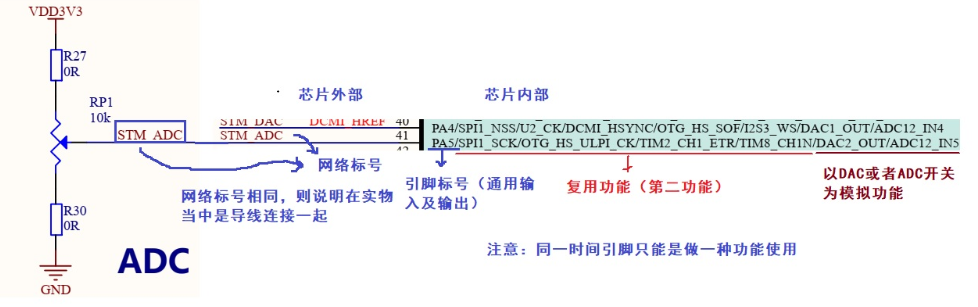 VDD3V3
R27
0R
RP1
10k
STM_ADC
R30
0R
GND
ADC
芯片外部
芯片内部
STM_DAC DCMI_HREF 40
STM_ADC 41
PA4/SPI1_NSS/U2_CK/DCMI_HSYNC/OTG_HS_SOF/I2S3_WS/DAC1_OUT/ADC12_IN4
PA5/SPI1_SCK/OTG_HS_ULPI_CK/TIM2_CH1_ETR/TIM8_CH1N/DAC2_OUT/ADC12_IN5
网络标号
网络标号相同，则说明在实物
当中是导线连接一起
引脚标号（通用输
入及输出）
复用功能（第二功能）
以DAC或者ADC开关
为模拟功能
注意：同一时间引脚只能是做一种功能使用